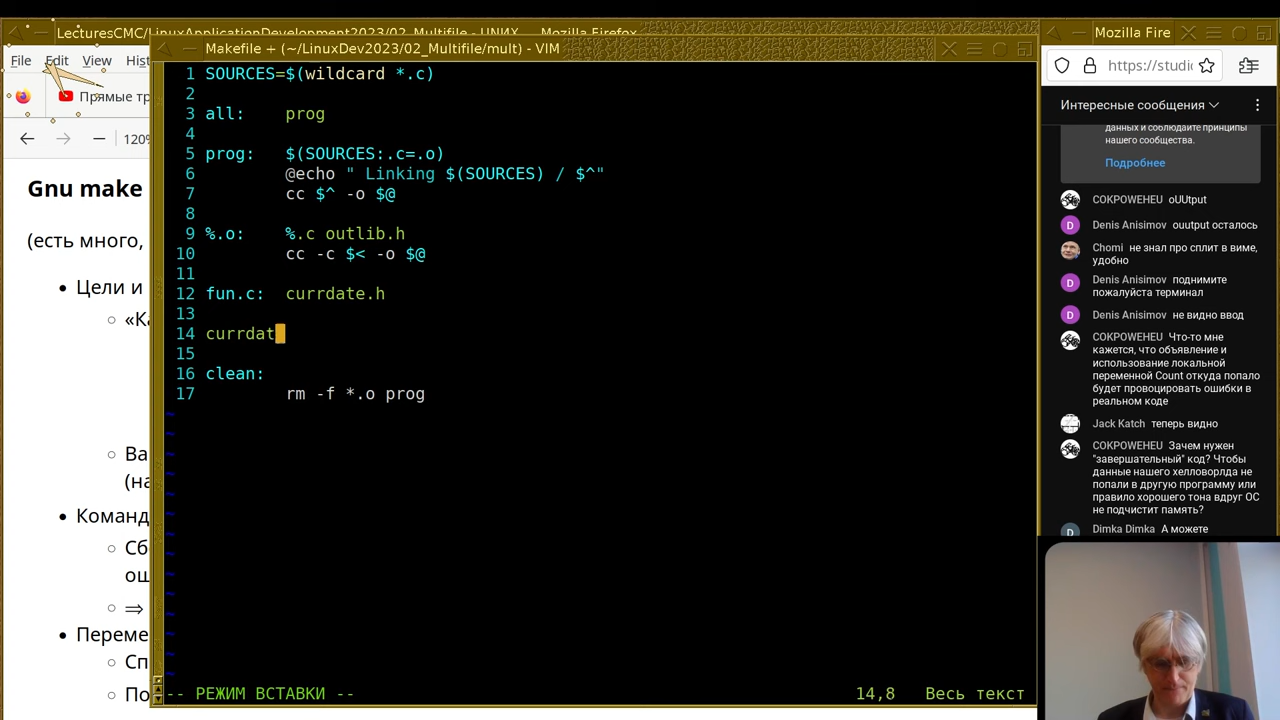 LecturesCMC/LinuxApplicationDevelopment2023/02_Multifile - UNIX — Mozilla Firefox
Makefile + (~/LinuxDev2023/02_Multifile/mult) - VIM
Mozilla Fire
File Edit View Hist
Прямые тр
120%
Gnu make
(есть много,
Цели и
«Ка
Ва
(на
Команд
Сб
ош
⇒
Переме
Сп
По
1 SOURCES=$(wildcard *.c)
2
3 all: prog
4
5 prog: $(SOURCES:.c=.o)
6 @echo " Linking $(SOURCES) / $^"
7 cc $^ -o $@
8
9 %.o: %.c outlib.h
10 cc -c $< -o $@
11
12 fun.c: currdate.h
13
14 currdat
15
16 clean:
17 rm -f *.o prog
~
~
~
~
~
~
~
~
~
~
~
~
~
~
-- РЕЖИМ ВСТАВКИ -- 14,8 Весь текст
https://studi
Интересные сообщения
данных и соблюдайте принципы
нашего сообщества.
Подробнее
COKPOWEHEU oUUtput
D Denis Anisimov ouutput осталось
Chomi не знал про сплит в виме,
удобно
D Denis Anisimov поднимите
пожалуйста терминал
D Denis Anisimov не видно ввод
COKPOWEHEU Что-то мне
кажется, что объявление и
использование локальной
переменной Count откуда попало
будет провоцировать ошибки в
реальном коде
Jack Katch теперь видно
COKPOWEHEU Зачем нужен
"завершательный" код? Чтобы
данные нашего хелловорлда не
попали в другую программу или
правило хорошего тона вдруг ОС
не подчистит память?
D Dimka Dimka А можете